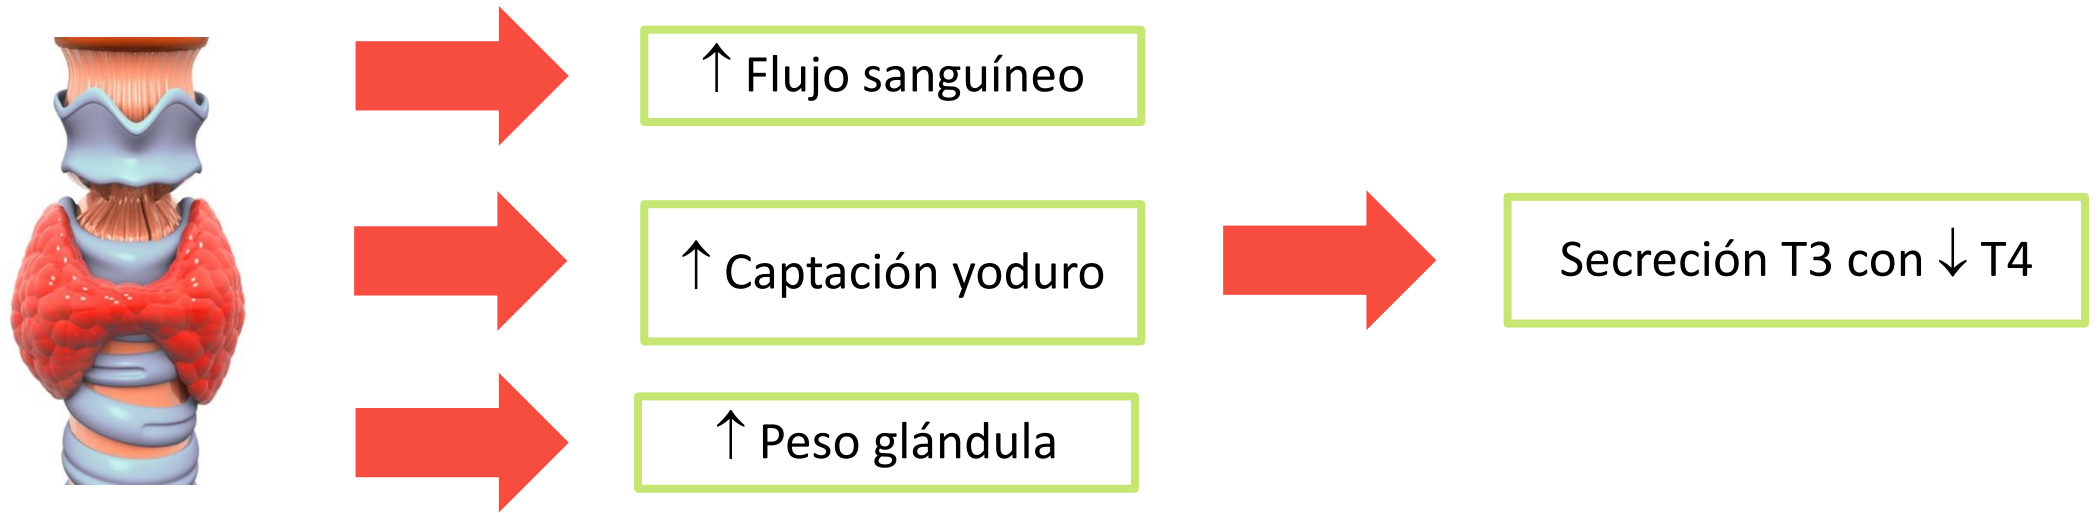 ↑ Flujo sanguíneo
↑ Captación yoduro
Secreción T3 con ↓ T4
↑ Peso glándula